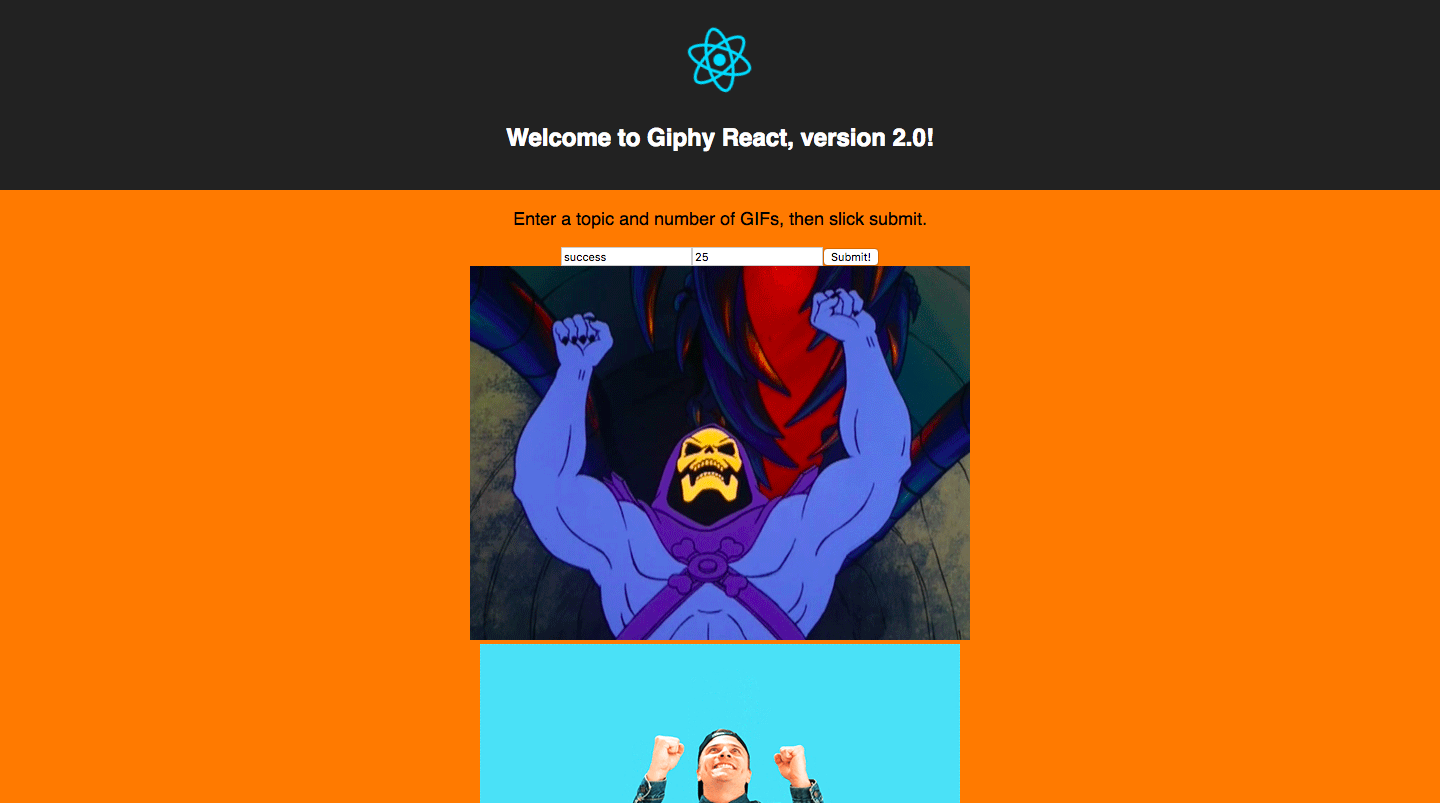 Welcome to Giphy React, version 2.0!
Enter a topic and number of GIFs, then slick submit.
success 25 Submit!